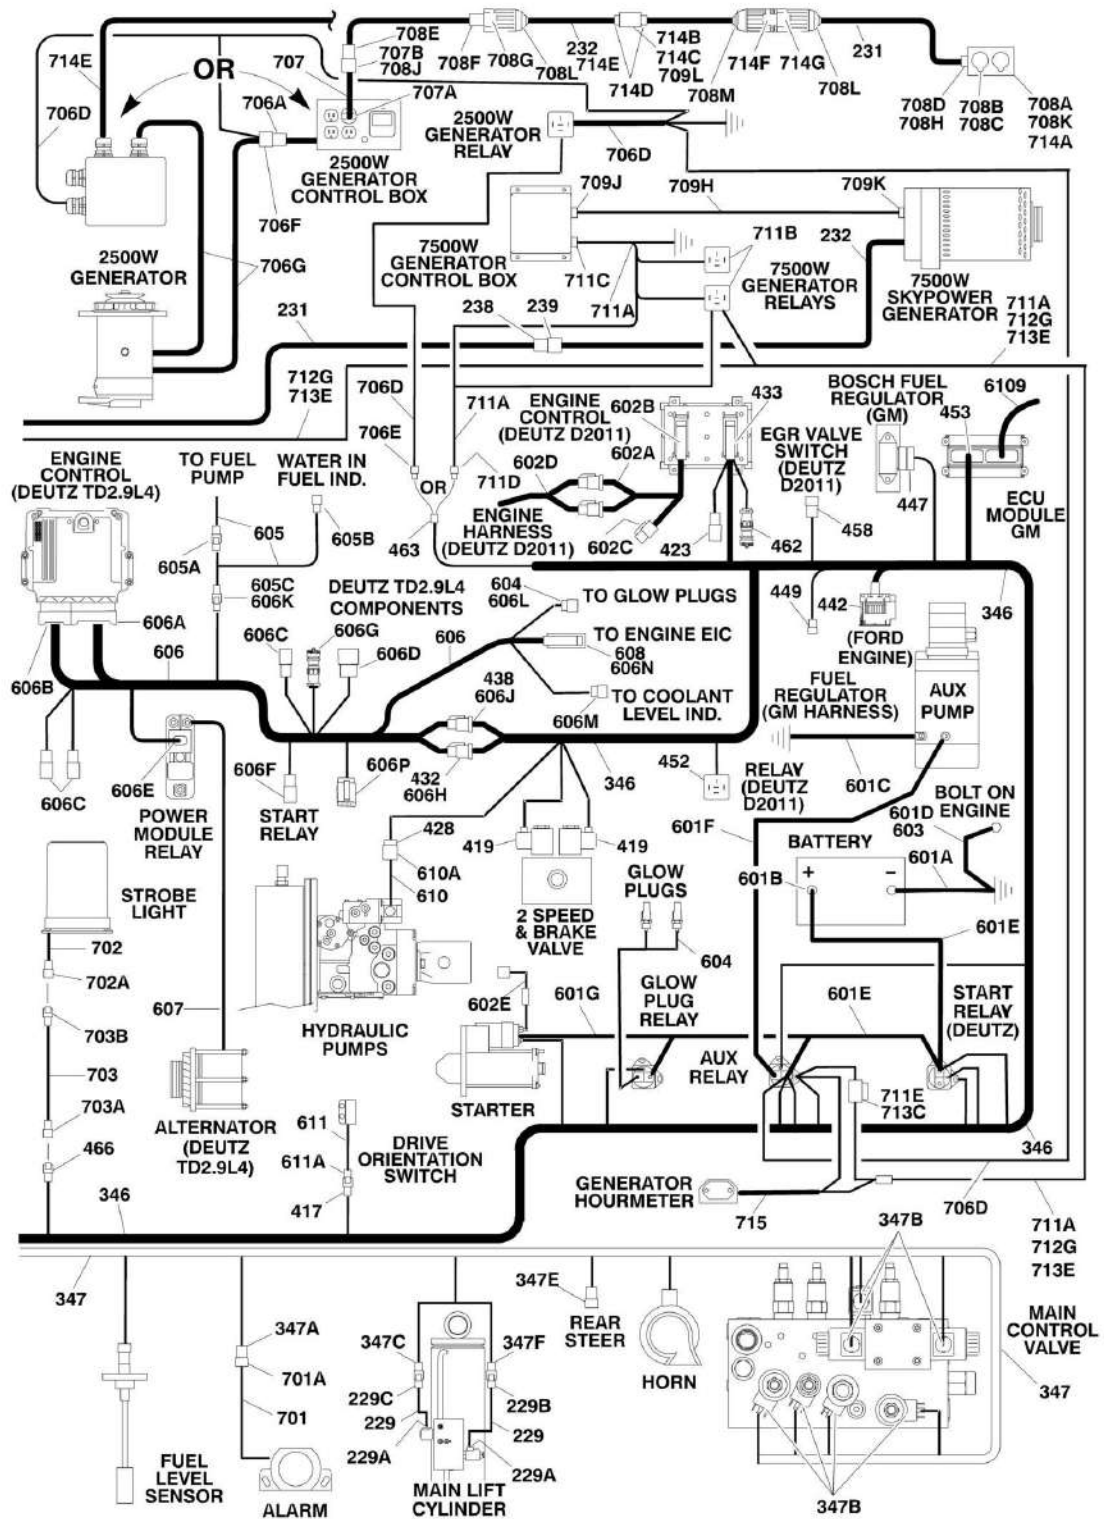 714E
706D
OR
707
706A
708E
707B
708J
707A
708F
708G
708L
232
714E
714D
714B
714C
709L
708M
714F
714G
708L
231
708D
708H
708B
708C
708A
708K
714A
2500W
GENERATOR
CONTROL BOX
2500W
GENERATOR
RELAY
706D
706F
706G
2500W
GENERATOR
709J
709H
709K
7500W
GENERATOR
CONTROL BOX
711C
711A
711B
7500W
GENERATOR
RELAYS
232
7500W
SKYPOWER
GENERATOR
711A
712G
713E
231
238
239
712G
713E
706D
706E
711A
711D
OR
463
ENGINE
CONTROL
(DEUTZ D2011)
602B
433
602D
602A
ENGINE
HARNESS
(DEUTZ D2011)
602C
423
462
EGR VALVE
SWITCH
(DEUTZ
D2011)
458
BOSCH FUEL
REGULATOR
(GM)
447
453
6109
ECU
MODULE
GM
346
ENGINE
CONTROL
(DEUTZ TD2.9L4)
TO FUEL
PUMP
WATER IN
FUEL IND.
605
605A
605B
605C
606K
606A
606
606B
606C
606E
POWER
MODULE
RELAY
DEUTZ TD2.9L4
COMPONENTS
606C
606G
606D
606
604
606L
TO GLOW PLUGS
TO ENGINE EIC
608
606N
TO COOLANT
LEVEL IND.
606M
438
606J
432
606H
606F
START
RELAY
606P
346
452
RELAY
(DEUTZ
D2011)
449
442
(FORD
ENGINE)
FUEL
REGULATOR
(GM HARNESS)
AUX
PUMP
601C
601F
BOLT ON
ENGINE
601D
603
601A
BATTERY
+
-
601B
601E
STROBE
LIGHT
702
702A
703B
703
703A
466
607
ALTERNATOR
(DEUTZ
TD2.9L4)
428
610A
610
HYDRAULIC
PUMPS
419
419
2 SPEED
& BRAKE
VALVE
GLOW
PLUGS
604
602E
601G
GLOW
PLUG
RELAY
STARTER
AUX
RELAY
601E
START
RELAY
(DEUTZ)
711E
713C
346
611
611A
417
DRIVE
ORIENTATION
SWITCH
GENERATOR
HOURMETER
715
706D
711A
712G
713E
346
347
FUEL
LEVEL
SENSOR
347A
701A
701
ALARM
347C
347F
229C
229B
229
229
229A
229A
MAIN LIFT
CYLINDER
347E
REAR
STEER
HORN
347B
MAIN
CONTROL
VALVE
347
347B